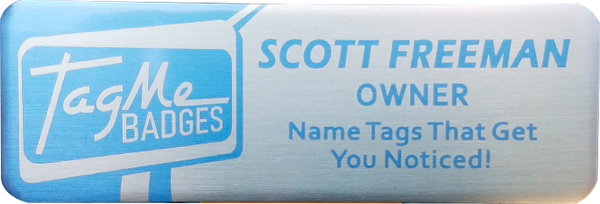 TagMe
BADGES
SCOTT FREEMAN
OWNER
Name Tags That Get
You Noticed!